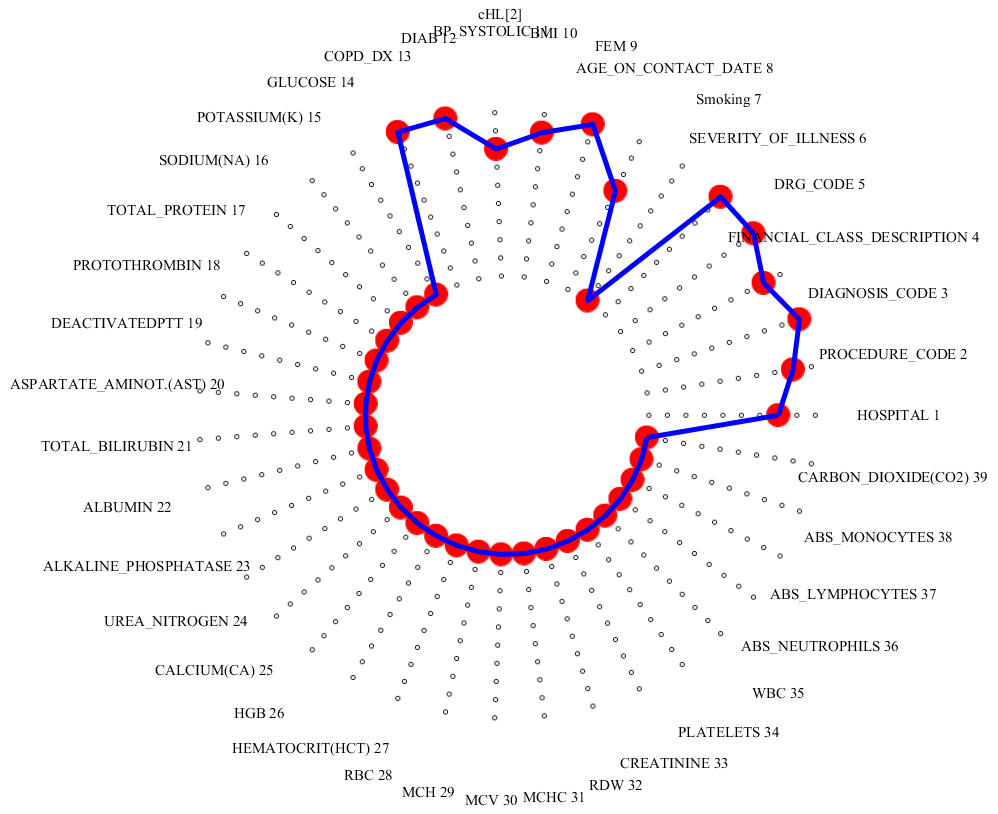 cHL[2]
BP_SYSTOLIC 11
BMI 10
DIAB 12
FEM 9
COPD_DX 13
AGE_ON_CONTACT_DATE 8
GLUCOSE 14
Smoking 7
POTASSIUM(K) 15
SEVERITY_OF_ILLNESS 6
SODIUM(NA) 16
DRG_CODE 5
TOTAL_PROTEIN 17
FINANCIAL_CLASS_DESCRIPTION 4
PROTOTHROMBIN 18
DIAGNOSIS_CODE 3
DEACTIVATEDPTT 19
PROCEDURE_CODE 2
ASPARTATE_AMINOT.(AST) 20
HOSPITAL 1
TOTAL_BILIRUBIN 21
CARBON_DIOXIDE(CO2) 39
ALBUMIN 22
ABS_MONOCYTES 38
ALKALINE_PHOSPHATASE 23
ABS_LYMPHOCYTES 37
UREA_NITROGEN 24
ABS_NEUTROPHILS 36
CALCIUM(CA) 25
WBC 35
HGB 26
PLATELETS 34
HEMATOCRIT(HCT) 27
CREATININE 33
RBC 28
RDW 32
MCH 29
MCV 30
MCHC 31